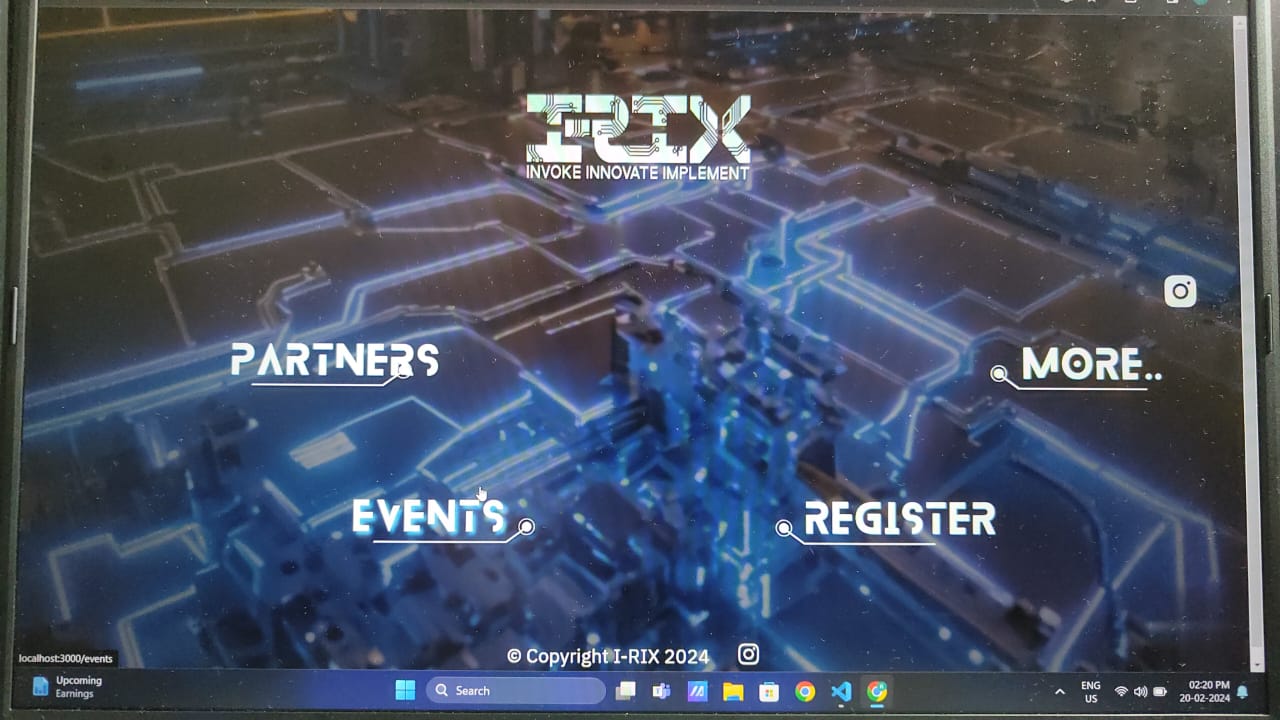 I-RIX
INVOKE INNOVATE IMPLEMENT
PARTNERS
MORE..
EVENTS
REGISTER
© Copyright I-RIX 2024
localhost:3000/events
Upcoming
Earnings
Search
ENG
US
02:20 PM
20-02-2024